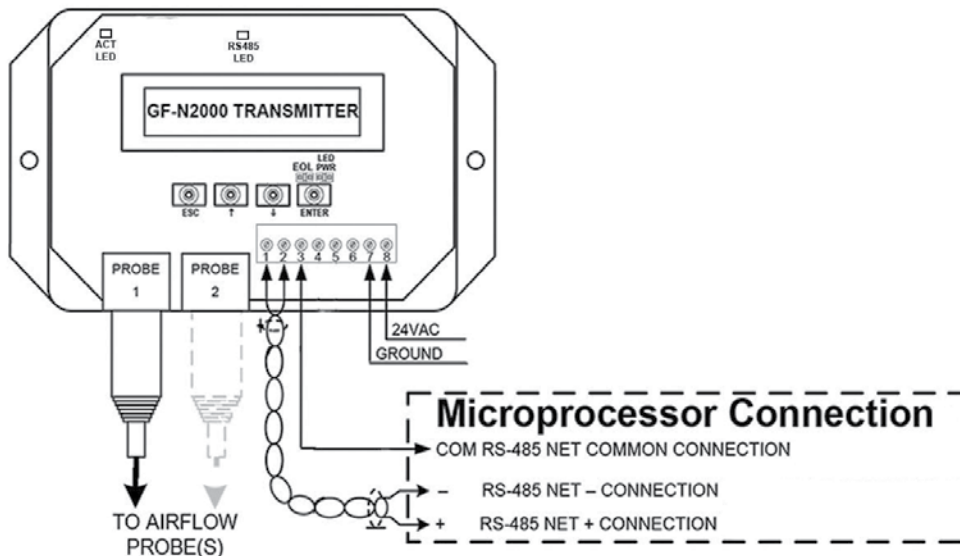 ACT
LED
RS485
LED
GF-N2000 TRANSMITTER
EOL
LED
PWR
ESC
↑
↓
ENTER
1 2 3 4 5 6 7 8
PROBE
1
PROBE
2
24VAC
GROUND
Microprocessor Connection
COM RS-485 NET COMMON CONNECTION
− RS-485 NET – CONNECTION
+ RS-485 NET + CONNECTION
TO AIRFLOW
PROBE(S)